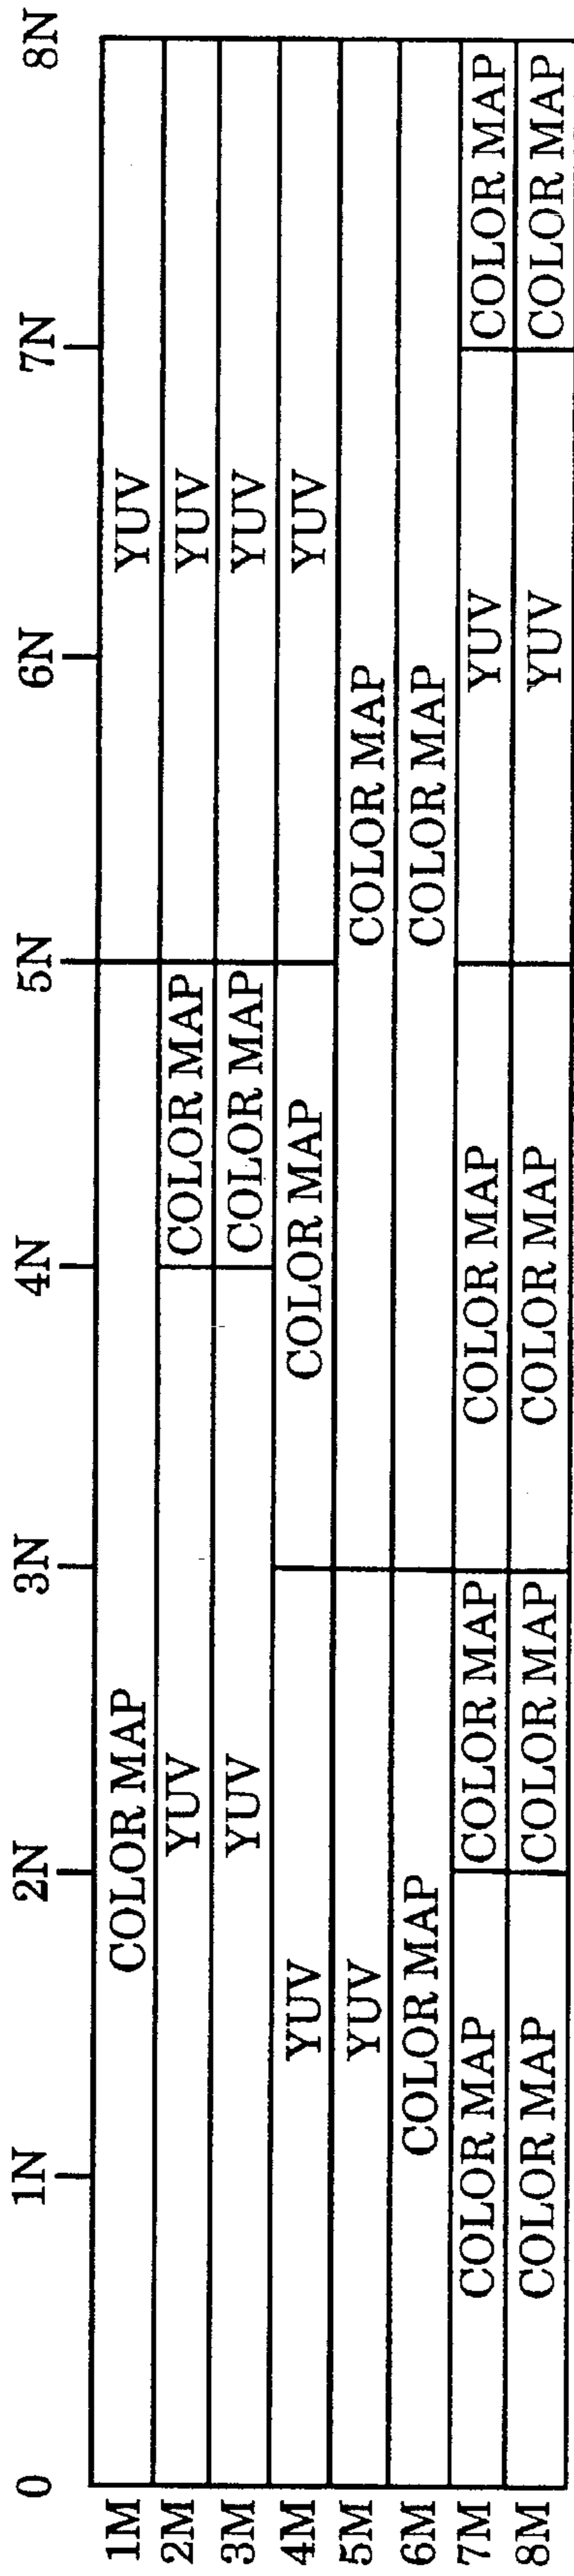 0 1N 2N 3N 4N 5N 6N 7N 8N
1M COLOR MAP YUV
2M YUV COLOR MAP YUV
3M YUV COLOR MAP YUV
4M YUV COLOR MAP YUV
5M YUV COLOR MAP
6M COLOR MAP COLOR MAP
7M COLOR MAP COLOR MAP COLOR MAP YUV COLOR MAP
8M COLOR MAP COLOR MAP COLOR MAP YUV COLOR MAP